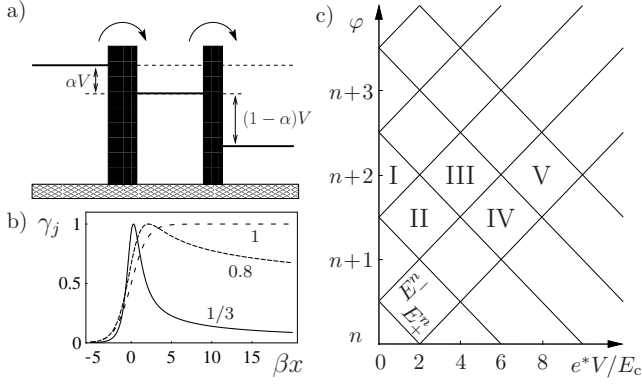 a)
αV
(1−α)V
b)
γj
1
0.5
0
1
0.8
1/3
-5 0 5 10 15
βx
c)
φ
n+3
n+2
n+1
n
I
III
V
II
IV
E−^n
E+^n
0 2 4 6 8
e*V/Ec